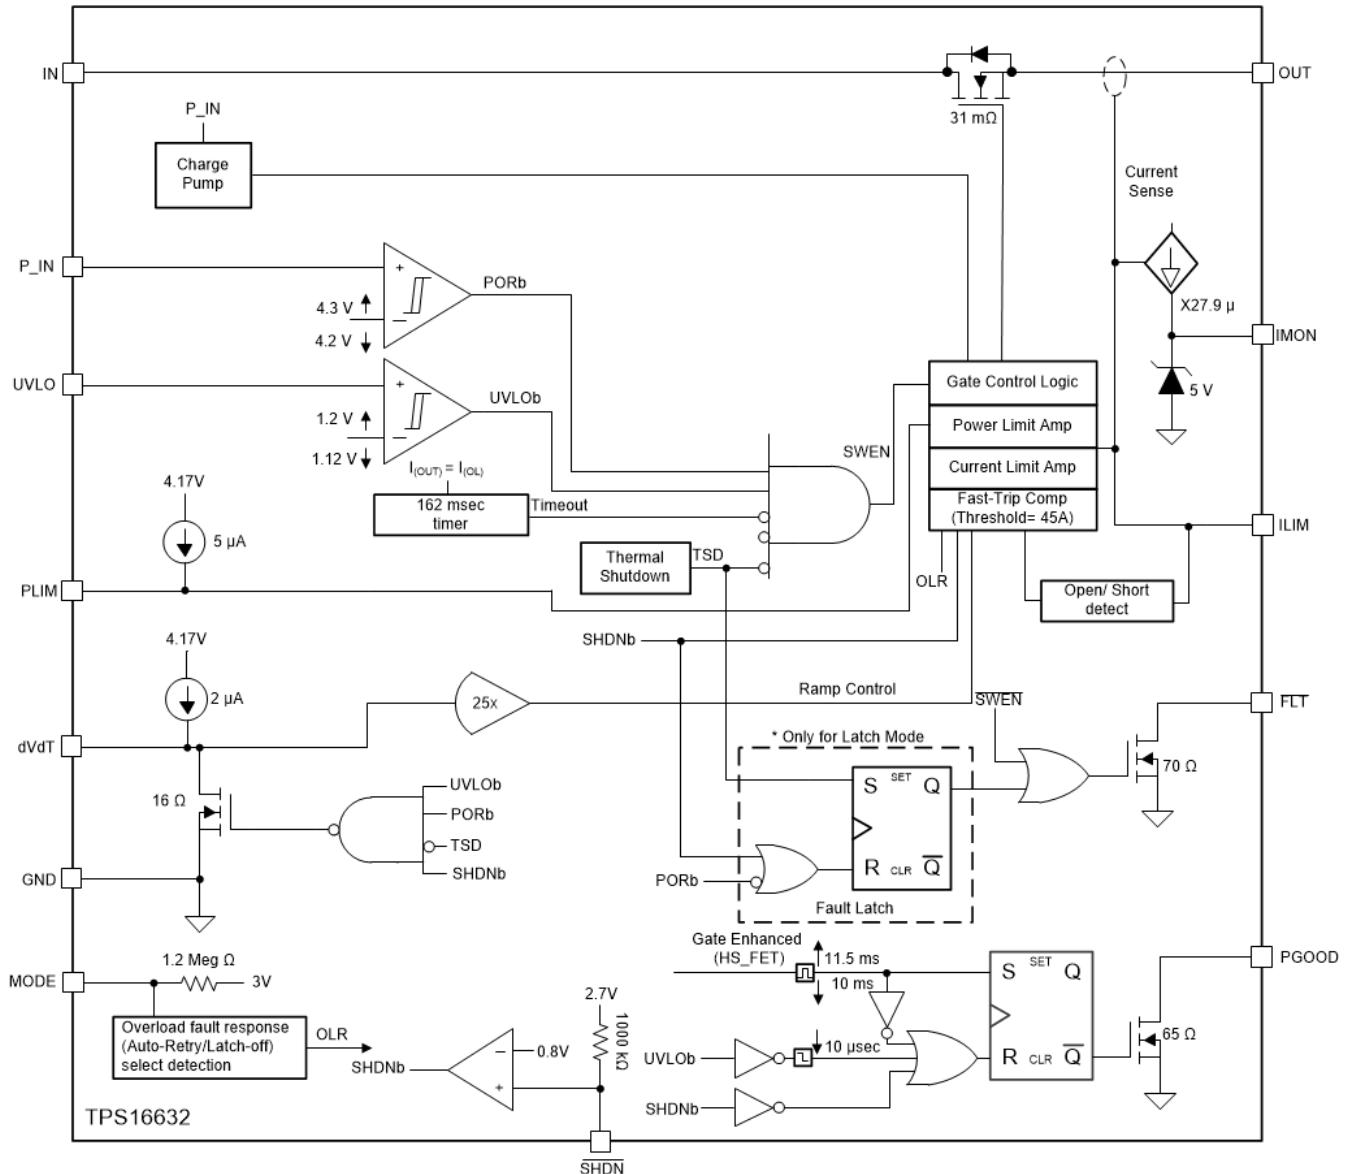 IN
OUT
31 mΩ
P_IN
Charge
Pump
Current
Sense
P_IN
+
PORb
4.3 V
−
4.2 V
X27.9 µ
IMON
5 V
UVLO
+
UVLOb
1.2 V
−
1.12 V
Gate Control Logic
Power Limit Amp
Current Limit Amp
Fast-Trip Comp
(Threshold= 45A)
SWEN
I(OUT) = I(OL)
162 msec
timer
Timeout
4.17V
5 µA
ILIM
Thermal
Shutdown
TSD
OLR
Open/ Short
detect
PLIM
SHDNb
4.17V
2 µA
25x
Ramp Control
SWEN
FLT
dVdT
* Only for Latch Mode
70 Ω
S
SET
Q
16 Ω
UVLOb
PORb
TSD
SHDNb
R
CLR
Q
PORb
Fault Latch
GND
Gate Enhanced
(HS_FET)
11.5 ms
10 ms
S
SET
Q
PGOOD
MODE
1.2 Meg Ω
3V
2.7V
1000 KΩ
Overload fault response
(Auto-Retry/Latch-off)
select detection
OLR
SHDNb
−
0.8V
+
UVLOb
10 µsec
R
CLR
Q
65 Ω
SHDNb
TPS16632
SHDN